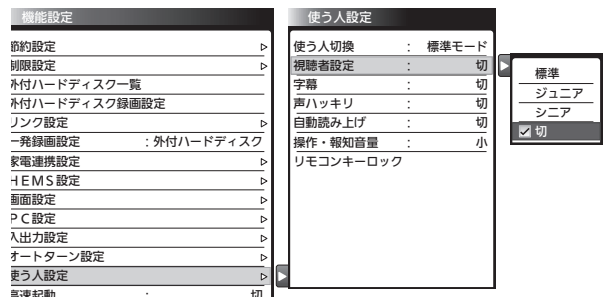 機能設定
節約設定
制限設定
外付ハードディスク一覧
外付ハードディスク録画設定
リンク設定
一発録画設定 : 外付ハードディスク
家電連携設定
HEMS設定
画面設定
PC設定
入出力設定
オートターン設定
使う人設定
高速起動 : 切
使う人設定
使う人切換 : 標準モード
視聴者設定 : 切
字幕 : 切
声ハッキリ : 切
自動読み上げ : 切
操作・報知音量 : 小
リモコンキーロック
標準
ジュニア
シニア
切